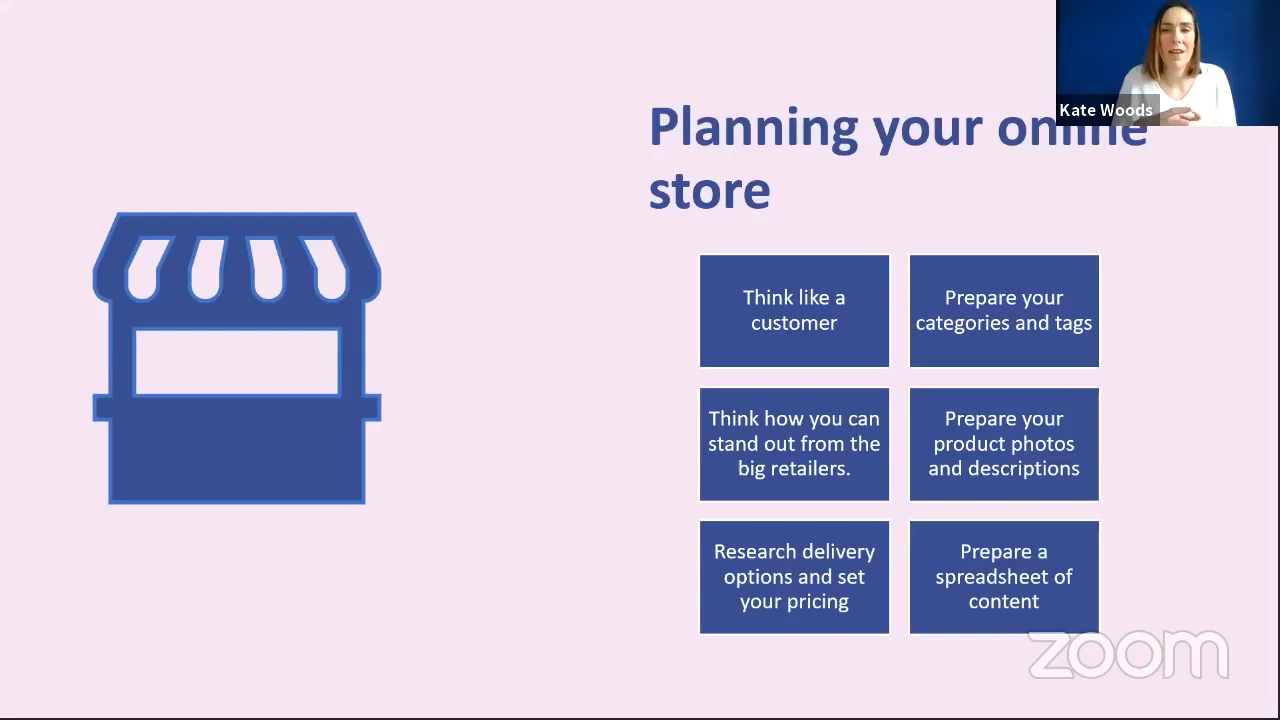 Kate Woods
Planning your online
store
Think like a
customer
Prepare your
categories and tags
Think how you can
stand out from the
big retailers.
Prepare your
product photos
and descriptions
Research delivery
options and set
your pricing
Prepare a
spreadsheet of
content
zoom